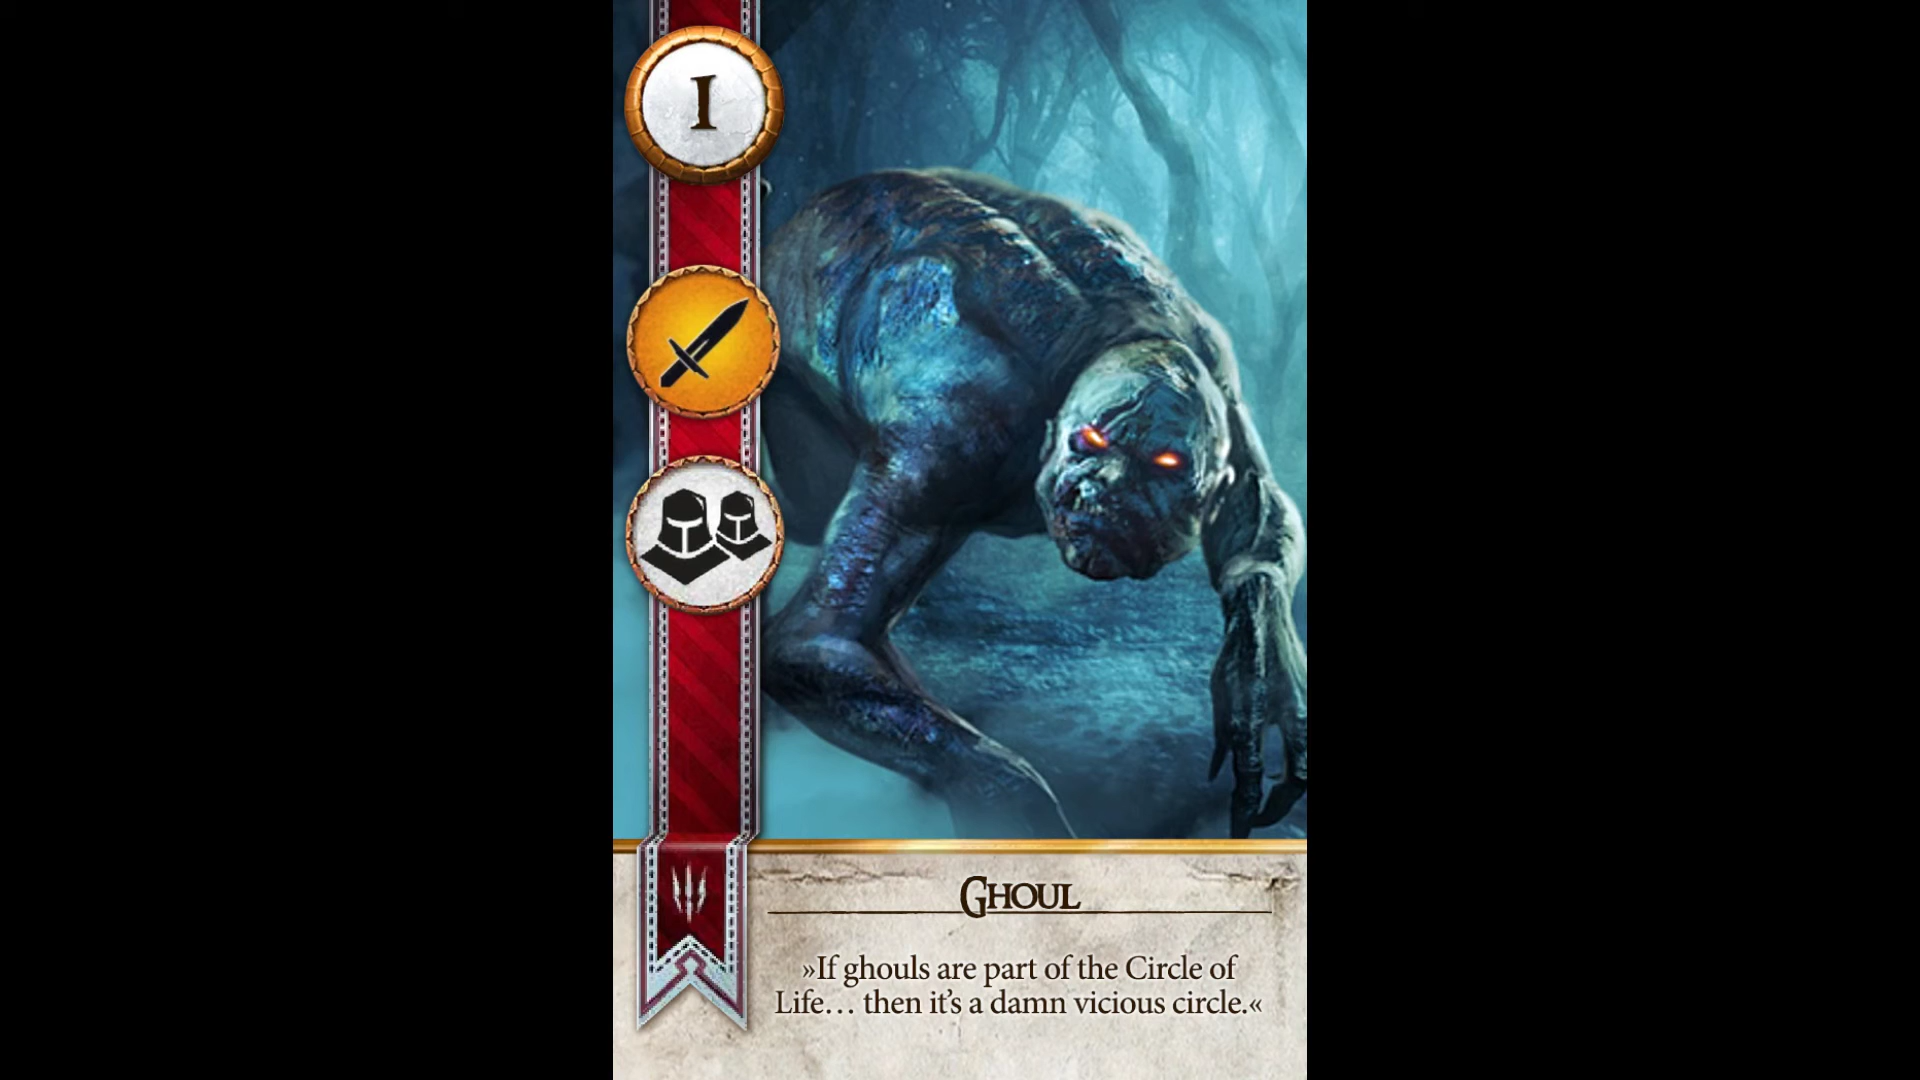 I
GHOUL
»If ghouls are part of the Circle of
Life… then it's a damn vicious circle.«